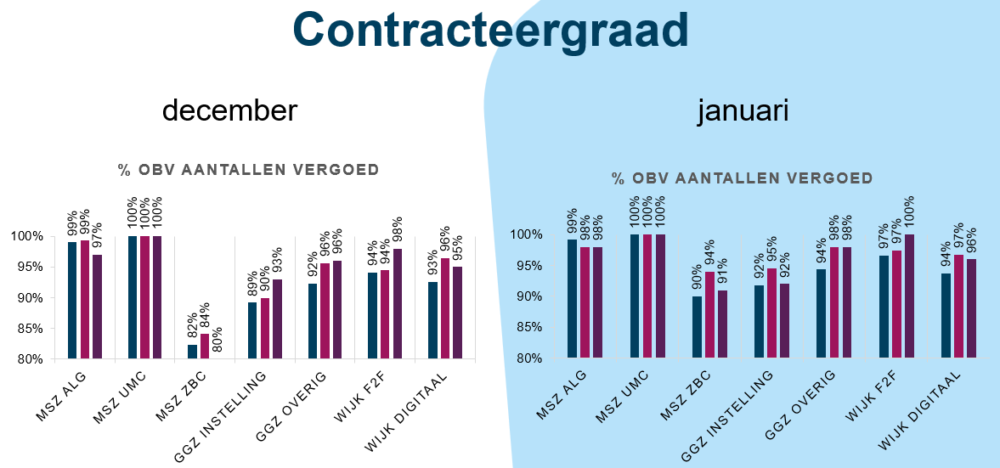 Contracteergraad
december
% OBV AANTALLEN VERGOED
99% 99% 97%
100% 100% 100%
82% 84% 80%
89% 90% 93%
92% 96% 96%
94% 94% 98%
93% 96% 95%
100%
95%
90%
85%
80%
MSZ ALG
MSZ UMC
MSZ ZBC
GGZ INSTELLING
GGZ OVERIG
WIJK F2F
WIJK DIGITAAL
januari
% OBV AANTALLEN VERGOED
99% 98% 98%
100% 100% 100%
90% 94% 91%
92% 95% 92%
94% 98% 98%
97% 97% 100%
94% 97% 96%
100%
95%
90%
85%
80%
MSZ ALG
MSZ UMC
MSZ ZBC
GGZ INSTELLING
GGZ OVERIG
WIJK F2F
WIJK DIGITAAL